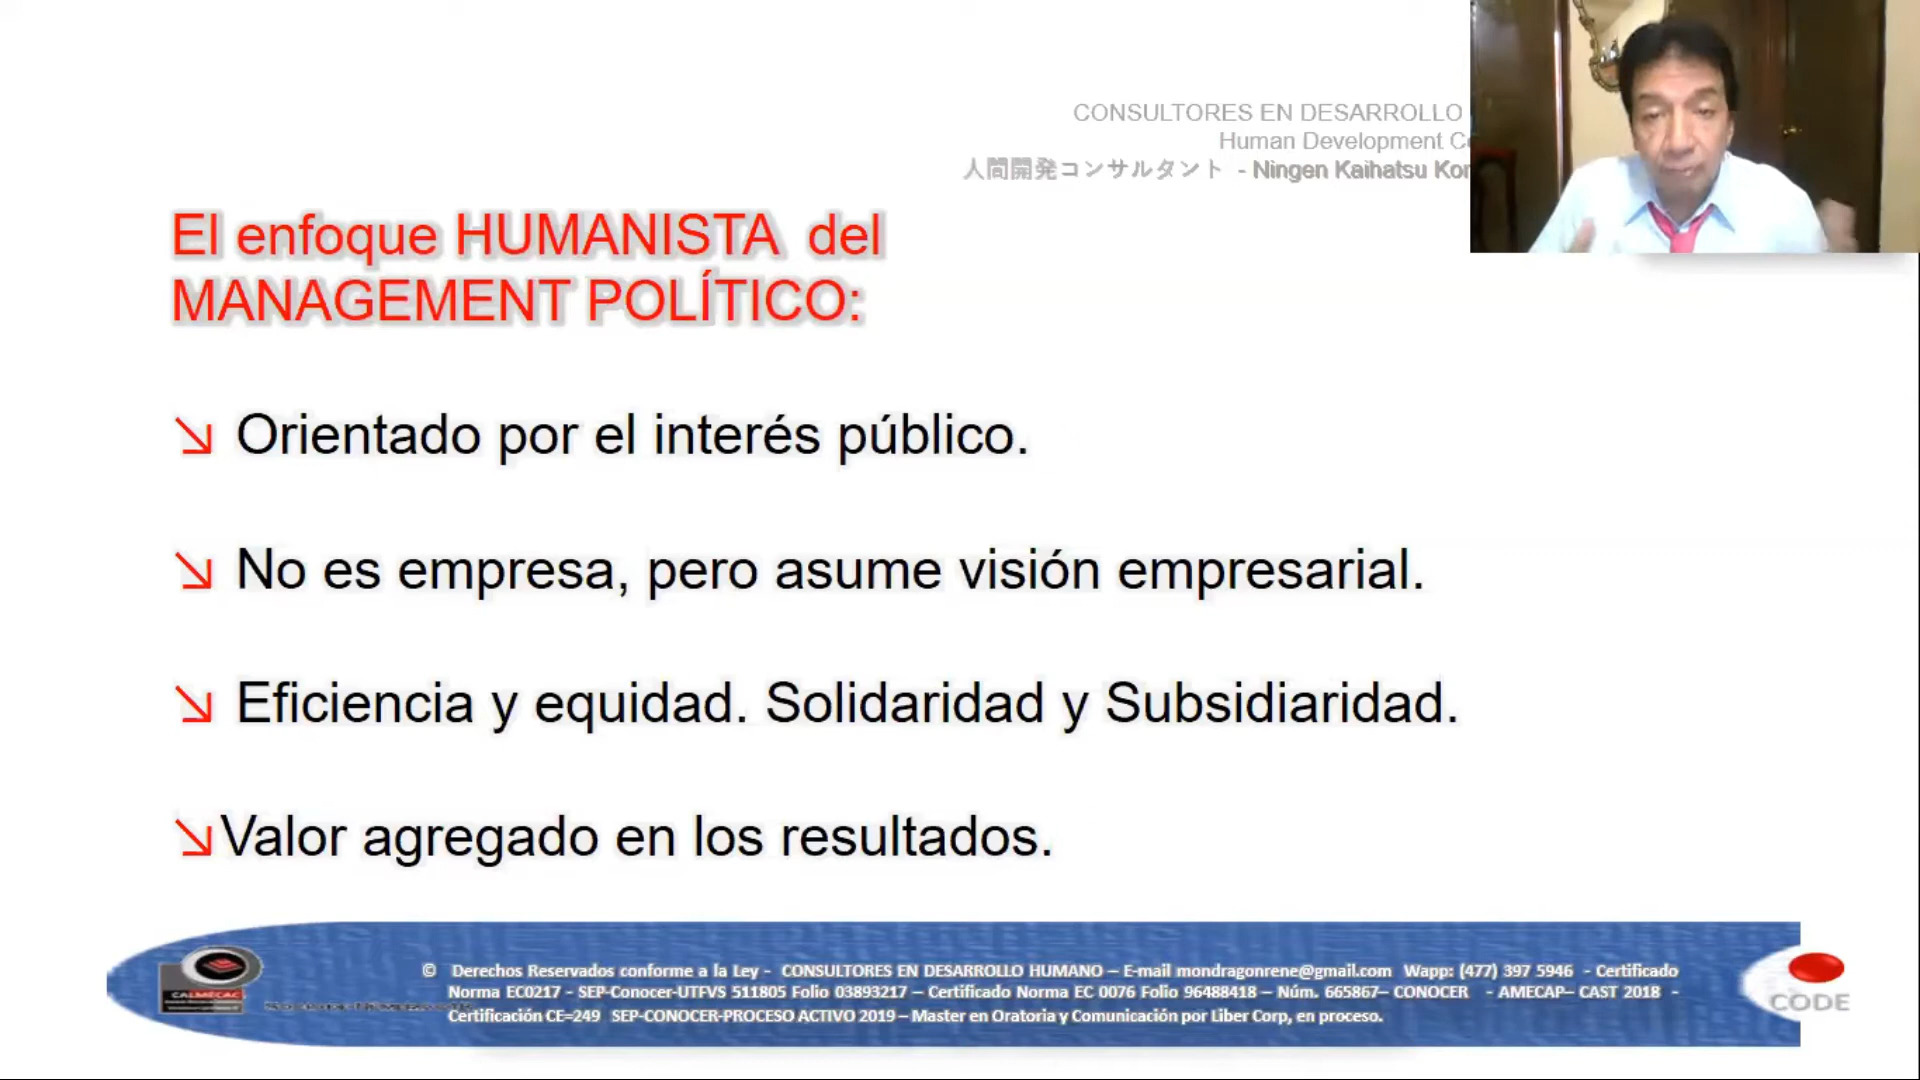 CONSULTORES EN DESARROLLO
Human Development
人間開発コンサルタント - Ningen Kaihatsu
El enfoque HUMANISTA del
MANAGEMENT POLÍTICO:
↘ Orientado por el interés público.
↘ No es empresa, pero asume visión empresarial.
↘ Eficiencia y equidad. Solidaridad y Subsidiaridad.
↘ Valor agregado en los resultados.
CALMECAC
© Derechos Reservados conforme a la Ley - CONSULTORES EN DESARROLLO HUMANO – E-mail mondragonrene@gmail.com Wapp: (477) 397 5946 - Certificado
Norma EC0217 - SEP-Conocer-UTFVS 511805 Folio 03893217 – Certificado Norma EC 0076 Folio 96488418 – Núm. 665867– CONOCER - AMECAP– CAST 2018 -
Certificación CE=249 SEP-CONOCER-PROCESO ACTIVO 2019 – Master en Oratoria y Comunicación por Liber Corp, en proceso.
CODE